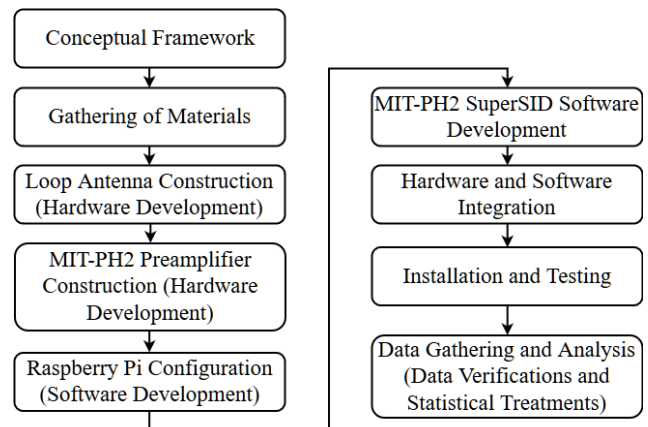 Conceptual Framework
Gathering of Materials
Loop Antenna Construction
(Hardware Development)
MIT-PH2 Preamplifier
Construction (Hardware
Development)
Raspberry Pi Configuration
(Software Development)
MIT-PH2 SuperSID Software
Development
Hardware and Software
Integration
Installation and Testing
Data Gathering and Analysis
(Data Verifications and
Statistical Treatments)